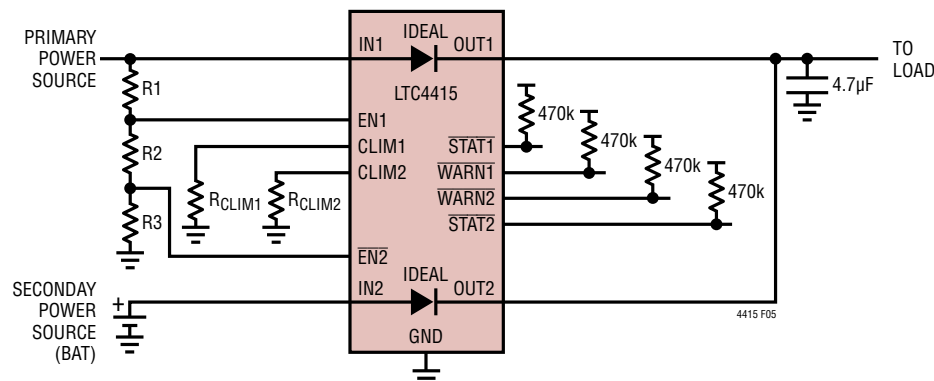 PRIMARY
POWER
SOURCE
R1
R2
R3
SECONDAY
POWER
SOURCE
(BAT)
+
RCLIM1
RCLIM2
IN1
IDEAL
OUT1
LTC4415
EN1
CLIM1
CLIM2
STAT1
WARN1
WARN2
STAT2
EN2
IN2
IDEAL
OUT2
GND
470k
470k
470k
470k
TO
LOAD
4.7µF
4415 F05